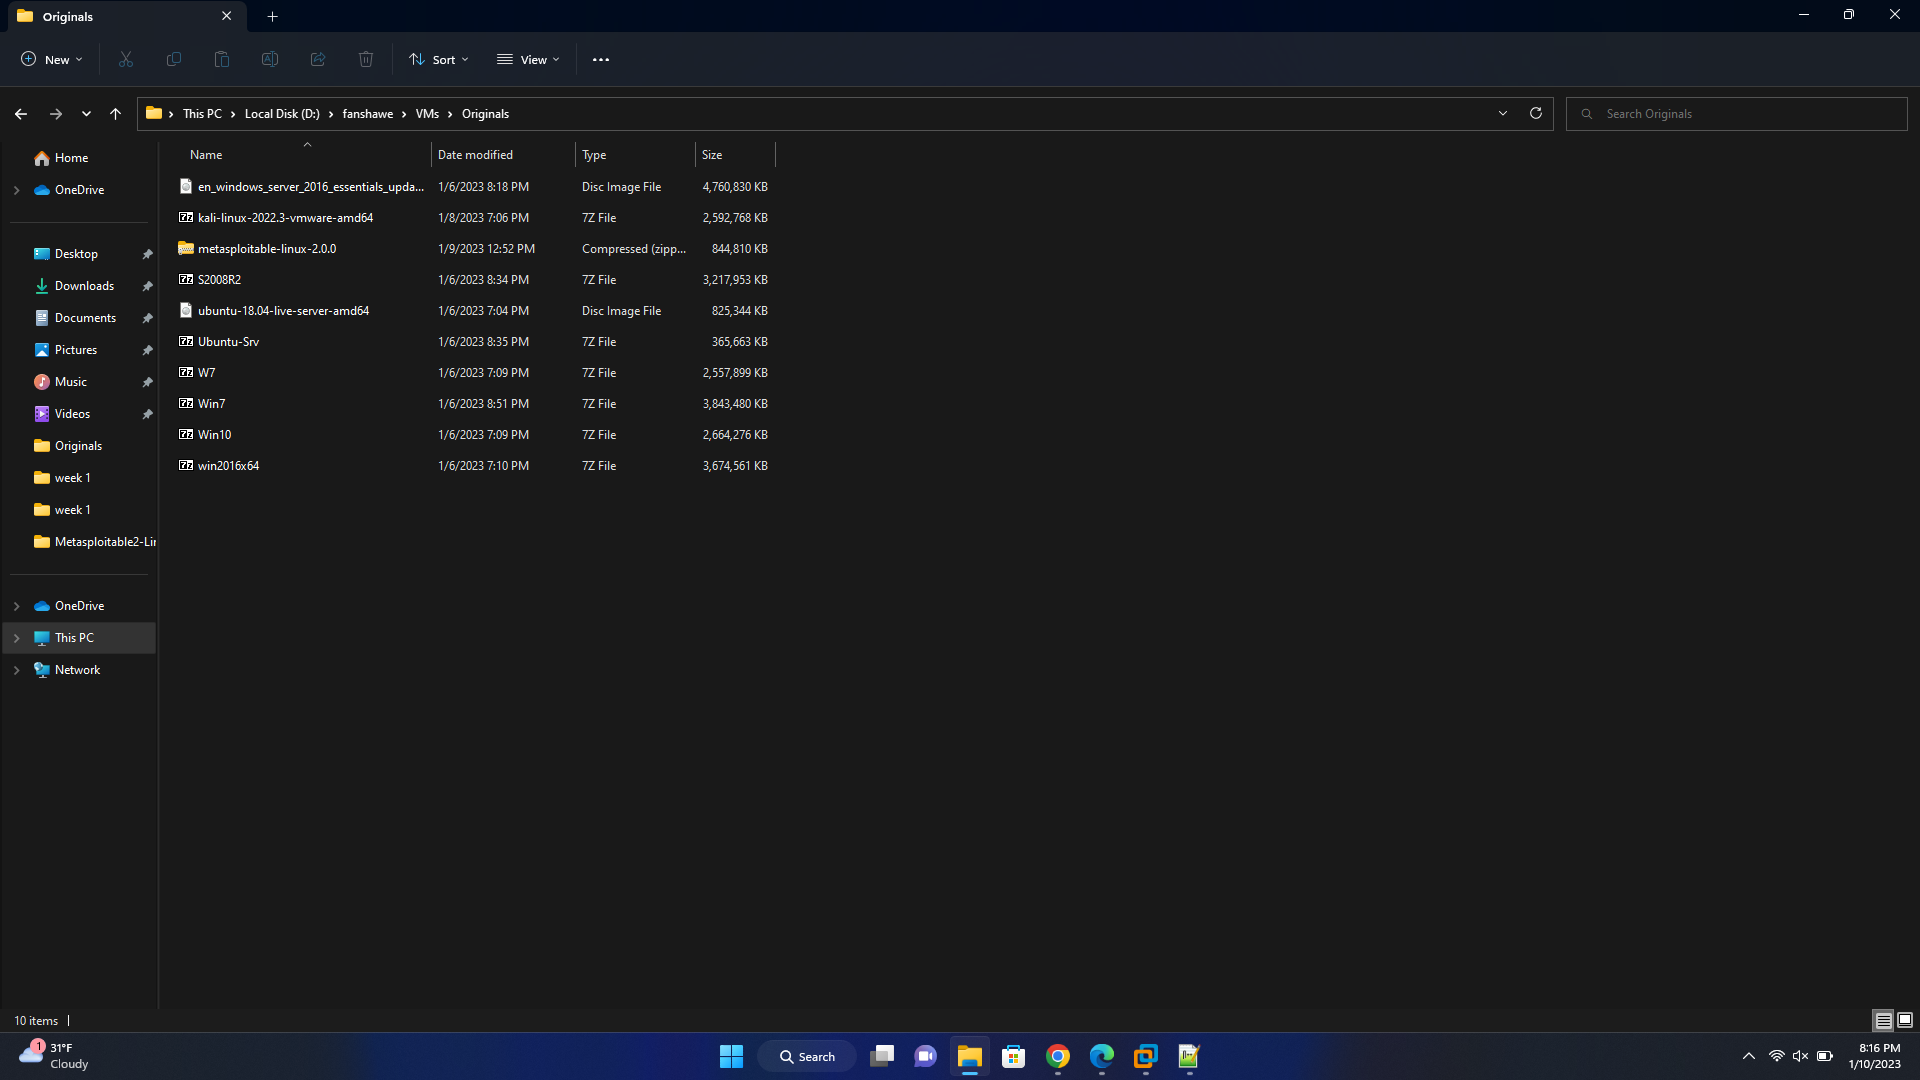 Originals
New
Sort
View
This PC > Local Disk (D:) > fanshawe > VMs > Originals
Search Originals
Name Date modified Type Size
en_windows_server_2016_essentials_upda... 1/6/2023 8:18 PM Disc Image File 4,760,830 KB
kali-linux-2022.3-vmware-amd64 1/8/2023 7:06 PM 7Z File 2,592,768 KB
metasploitable-linux-2.0.0 1/9/2023 12:52 PM Compressed (zipp... 844,810 KB
S2008R2 1/6/2023 8:34 PM 7Z File 3,217,953 KB
ubuntu-18.04-live-server-amd64 1/6/2023 7:04 PM Disc Image File 825,344 KB
Ubuntu-Srv 1/6/2023 8:35 PM 7Z File 365,663 KB
W7 1/6/2023 7:09 PM 7Z File 2,557,899 KB
Win7 1/6/2023 8:51 PM 7Z File 3,843,480 KB
Win10 1/6/2023 7:09 PM 7Z File 2,664,276 KB
win2016x64 1/6/2023 7:10 PM 7Z File 3,674,561 KB
Home
OneDrive
Desktop
Downloads
Documents
Pictures
Music
Videos
Originals
week 1
week 1
Metasploitable2-Lin
OneDrive
This PC
Network
10 items
1
31°F
Cloudy
Search
8:16 PM
1/10/2023